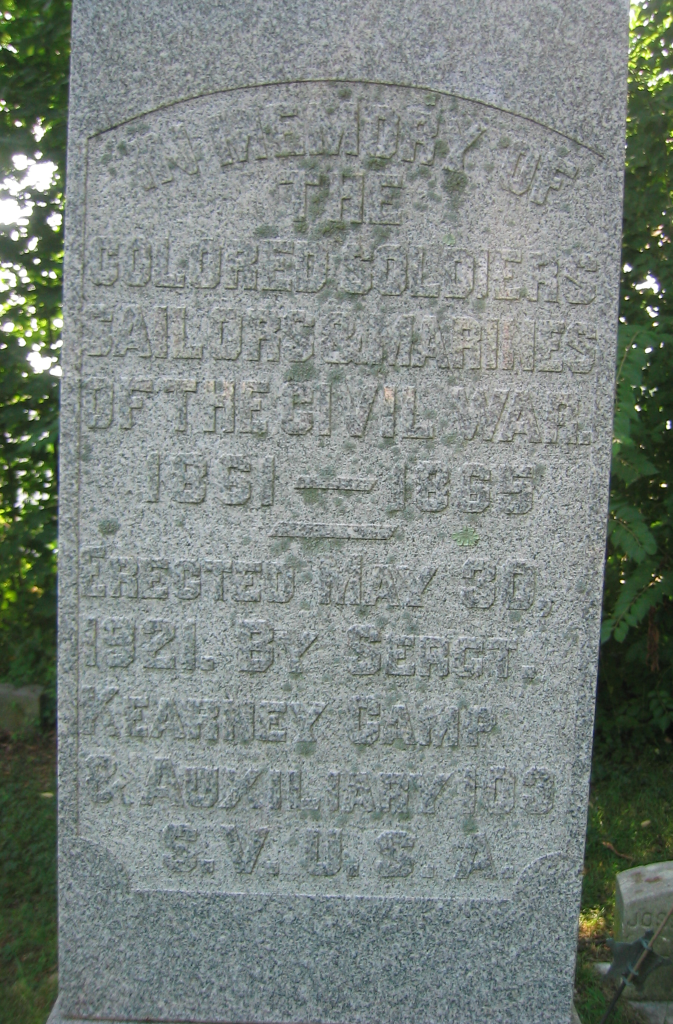 IN MEMORY OF
THE
COLORED SOLDIERS
SAILORS & MARINES
OF THE CIVIL WAR.
1861 — 1865
ERECTED MAY 30,
1921. BY SERGT.
KEARNEY CAMP
& AUXILIARY 103
S. V. U. S. A.
JOS